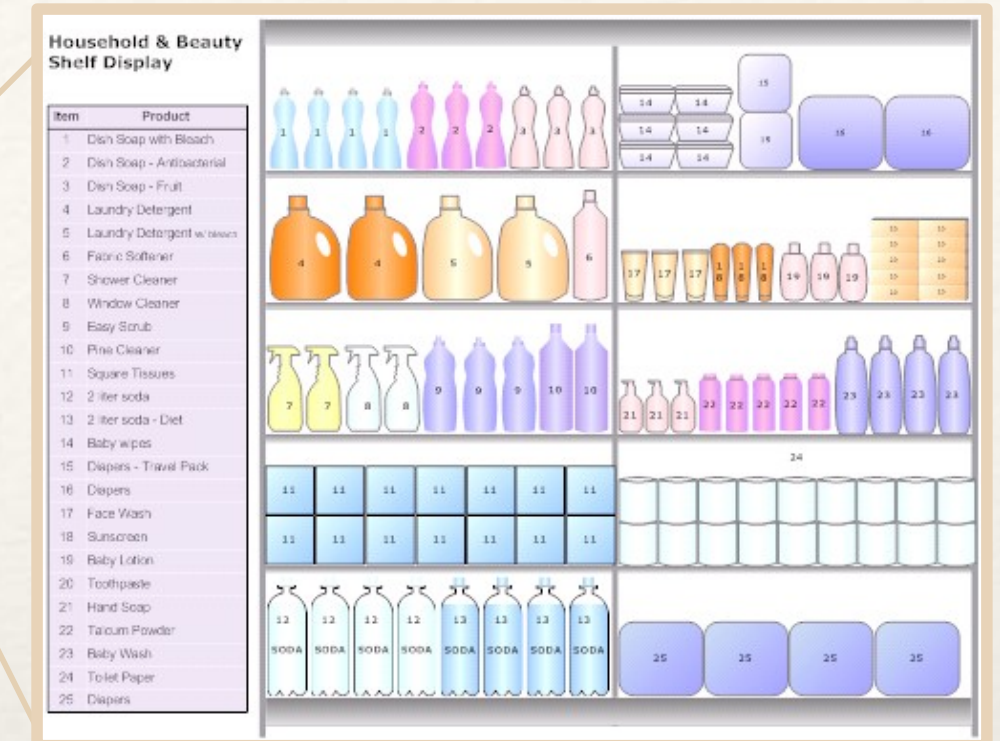 Household & Beauty
Shelf Display
Item Product
1 Dish Soap with Bleach
2 Dish Soap - Antibacterial
3 Dish Soap - Fruit
4 Laundry Detergent
5 Laundry Detergent w/ bleach
6 Fabric Softener
7 Shower Cleaner
8 Window Cleaner
9 Easy Scrub
10 Pine Cleaner
11 Square Tissues
12 2 liter soda
13 2 liter soda - Diet
14 Baby wipes
15 Diapers - Travel Pack
16 Diapers
17 Face Wash
18 Sunscreen
19 Baby Lotion
20 Toothpaste
21 Hand Soap
22 Talcum Powder
23 Baby Wash
24 Toilet Paper
25 Diapers
1 1 1 1 2 2 2 3 3 3
4 4 5 5 6
7 7 8 8 9 9 9 10 10
11 11 11 11 11 11 11
11 11 11 11 11 11 11
12 12 12 12 13 13 13 13
SODA SODA SODA SODA SODA SODA SODA SODA
15
14 14
14 14 15 16
14 14
17 17 17 18 18 18 19 19 19
21 21 21 22 22 22 22 22 23 23 23 23
24
25 25 25 25